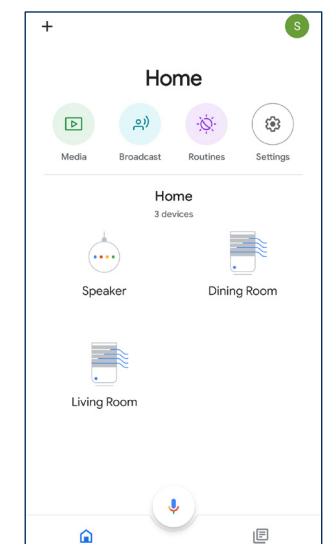 S
Home
Media Broadcast Routines Settings
Home
3 devices
Speaker Dining Room
Living Room